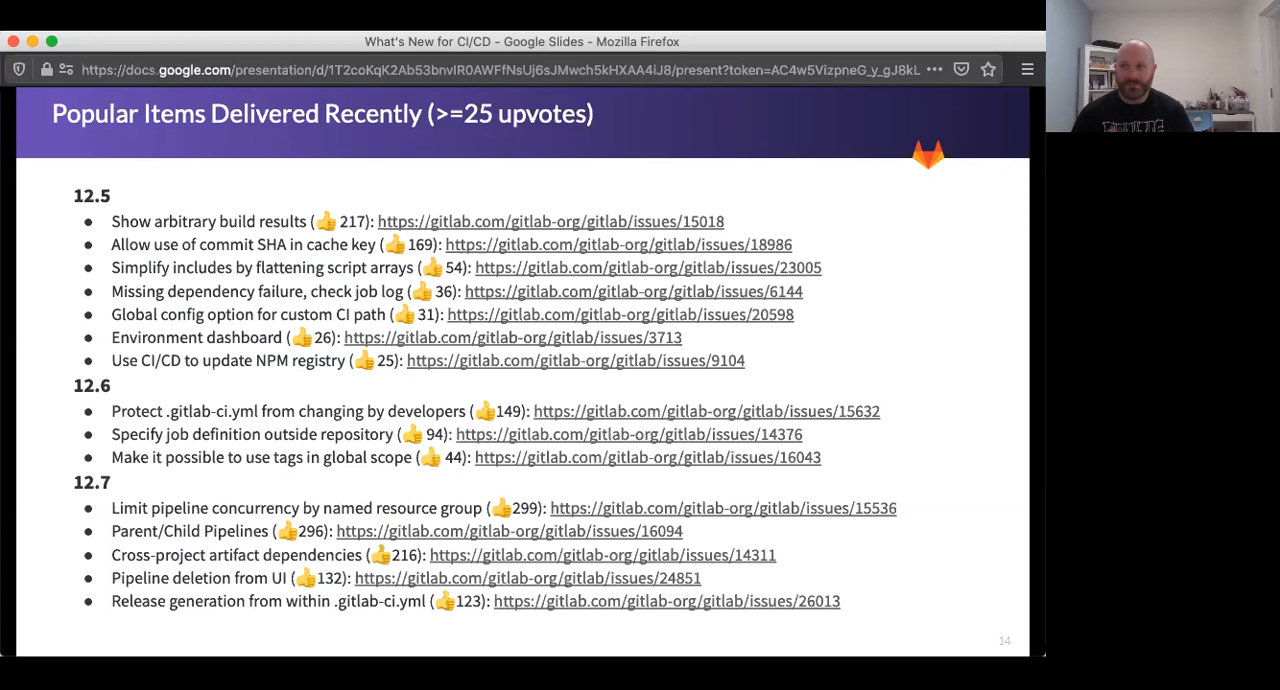 What's New for CI/CD - Google Slides - Mozilla Firefox
https://docs.google.com/presentation/d/1T2coKqK2Ab53bnvIR0AWFfNsUj6sJMwch5kHXAA4iJ8/present?token=AC4w5VizpneG_y_gJ8kL
Popular Items Delivered Recently (>=25 upvotes)
12.5
● Show arbitrary build results (👍 217): https://gitlab.com/gitlab-org/gitlab/issues/15018
● Allow use of commit SHA in cache key (👍 169): https://gitlab.com/gitlab-org/gitlab/issues/18986
● Simplify includes by flattening script arrays (👍 54): https://gitlab.com/gitlab-org/gitlab/issues/23005
● Missing dependency failure, check job log (👍 36): https://gitlab.com/gitlab-org/gitlab/issues/6144
● Global config option for custom CI path (👍 31): https://gitlab.com/gitlab-org/gitlab/issues/20598
● Environment dashboard (👍 26): https://gitlab.com/gitlab-org/gitlab/issues/3713
● Use CI/CD to update NPM registry (👍 25): https://gitlab.com/gitlab-org/gitlab/issues/9104
12.6
● Protect .gitlab-ci.yml from changing by developers (👍149): https://gitlab.com/gitlab-org/gitlab/issues/15632
● Specify job definition outside repository (👍 94): https://gitlab.com/gitlab-org/gitlab/issues/14376
● Make it possible to use tags in global scope (👍 44): https://gitlab.com/gitlab-org/gitlab/issues/16043
12.7
● Limit pipeline concurrency by named resource group (👍299): https://gitlab.com/gitlab-org/gitlab/issues/15536
● Parent/Child Pipelines (👍296): https://gitlab.com/gitlab-org/gitlab/issues/16094
● Cross-project artifact dependencies (👍216): https://gitlab.com/gitlab-org/gitlab/issues/14311
● Pipeline deletion from UI (👍132): https://gitlab.com/gitlab-org/gitlab/issues/24851
● Release generation from within .gitlab-ci.yml (👍123): https://gitlab.com/gitlab-org/gitlab/issues/26013
14